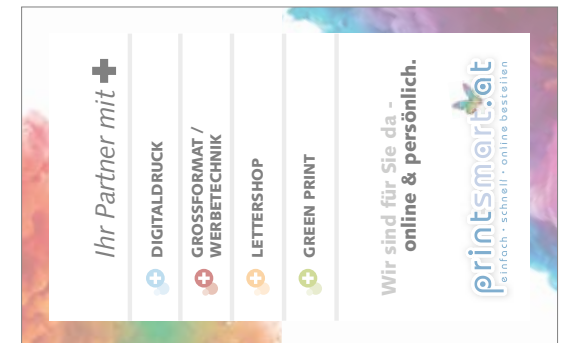 Ihr Partner mit +
DIGITALDRUCK
GROSSFORMAT /
WERBETECHNIK
LETTERSHOP
GREEN PRINT
Wir sind für Sie da -
online & persönlich.
printsmart.at
einfach · schnell · online bestellen